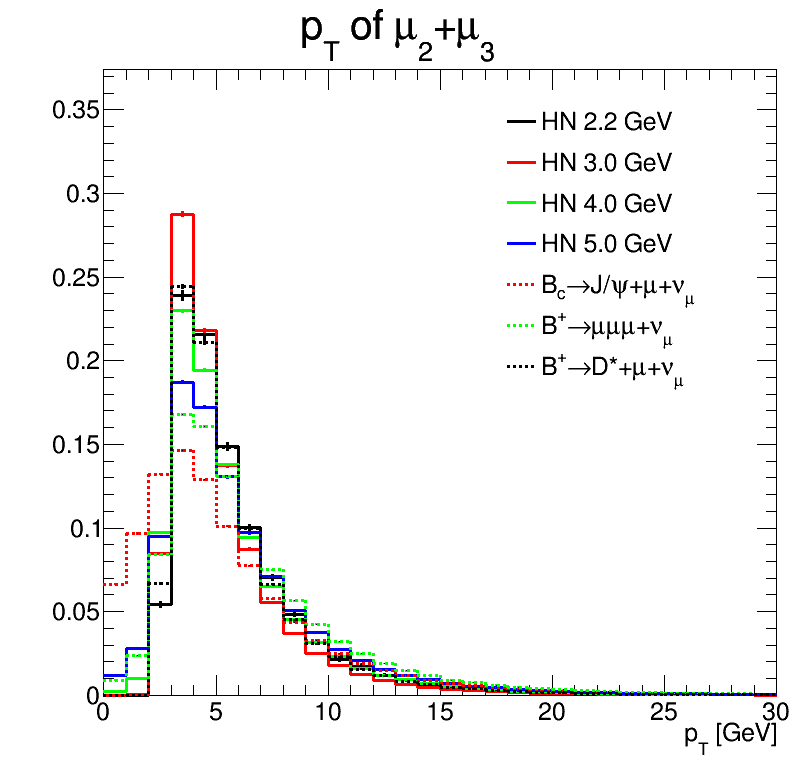 p_T of μ_2+μ_3
0.35
0.3
0.25
0.2
0.15
0.1
0.05
0
HN 2.2 GeV
HN 3.0 GeV
HN 4.0 GeV
HN 5.0 GeV
B_c→J/ψ+μ+ν_μ
B^+→μμμ+ν_μ
B^+→D*+μ+ν_μ
0 5 10 15 20 25 30
p_T [GeV]